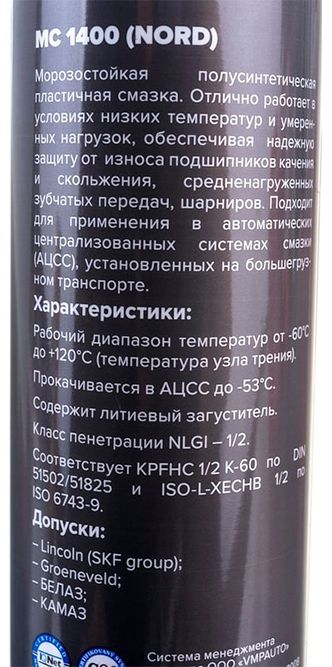 МС 1400 (NORD)
Морозостойкая полусинтетическая
пластичная смазка. Отлично работает в
условиях низких температур и умерен-
ных нагрузок, обеспечивая надежную
защиту от износа подшипников качения
и скольжения, средненагруженных
зубчатых передач, шарниров. Подходит
для применения в автоматических
централизованных системах смазки
(АЦСС), установленных на большегруз-
ном транспорте.
Характеристики:
Рабочий диапазон температур от -60°С
до +120°С (температура узла трения).
Прокачивается в АЦСС до -53°С.
Содержит литиевый загуститель.
Класс пенетрации NLGI – 1/2.
Соответствует KPFHC 1/2 K-60 по DIN
51502/51825 и ISO-L-XECHB 1/2 по
ISO 6743-9.
Допуски:
– Lincoln (SKF group);
– Groeneveld;
– БЕЛАЗ;
– КАМАЗ
Система менеджмента
ООО «VMPAUTO»